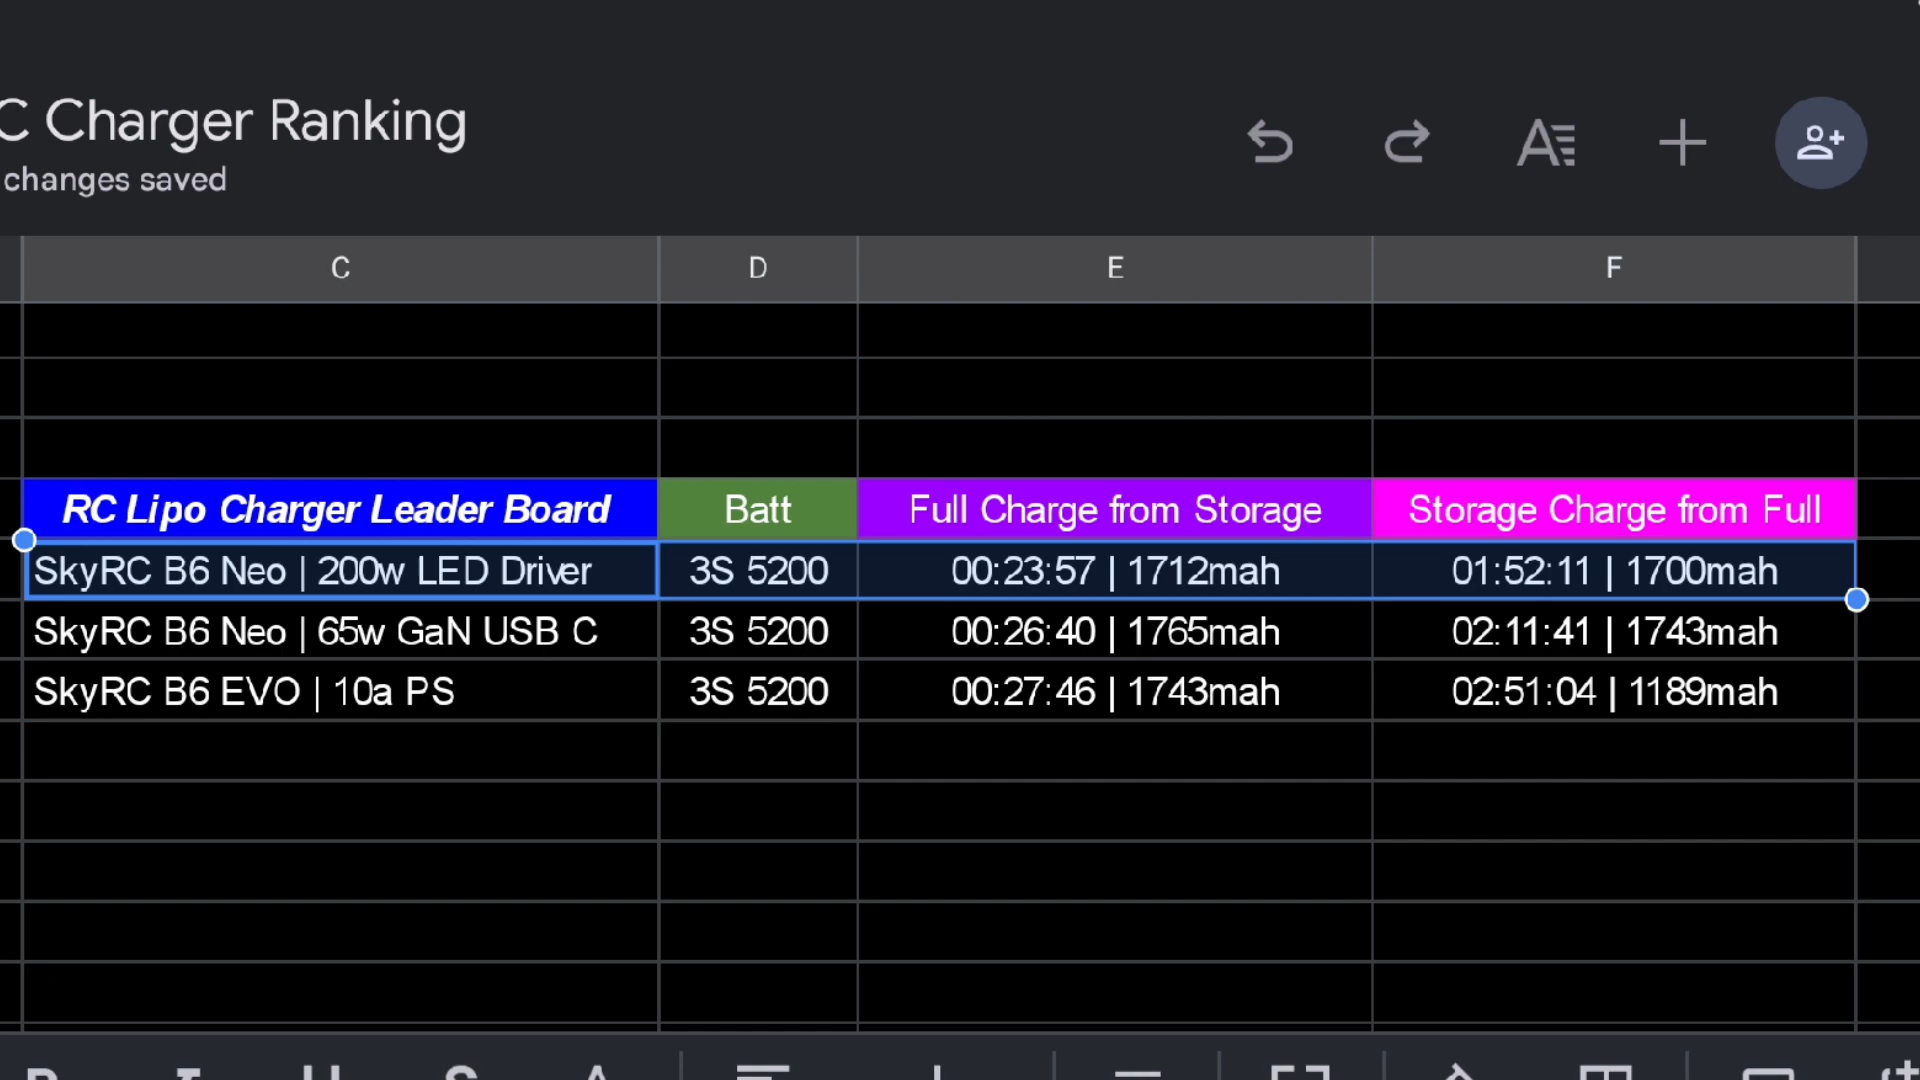 C Charger Ranking
changes saved
C D E F
RC Lipo Charger Leader Board Batt Full Charge from Storage Storage Charge from Full
SkyRC B6 Neo | 200w LED Driver 3S 5200 00:23:57 | 1712mah 01:52:11 | 1700mah
SkyRC B6 Neo | 65w GaN USB C 3S 5200 00:26:40 | 1765mah 02:11:41 | 1743mah
SkyRC B6 EVO | 10a PS 3S 5200 00:27:46 | 1743mah 02:51:04 | 1189mah